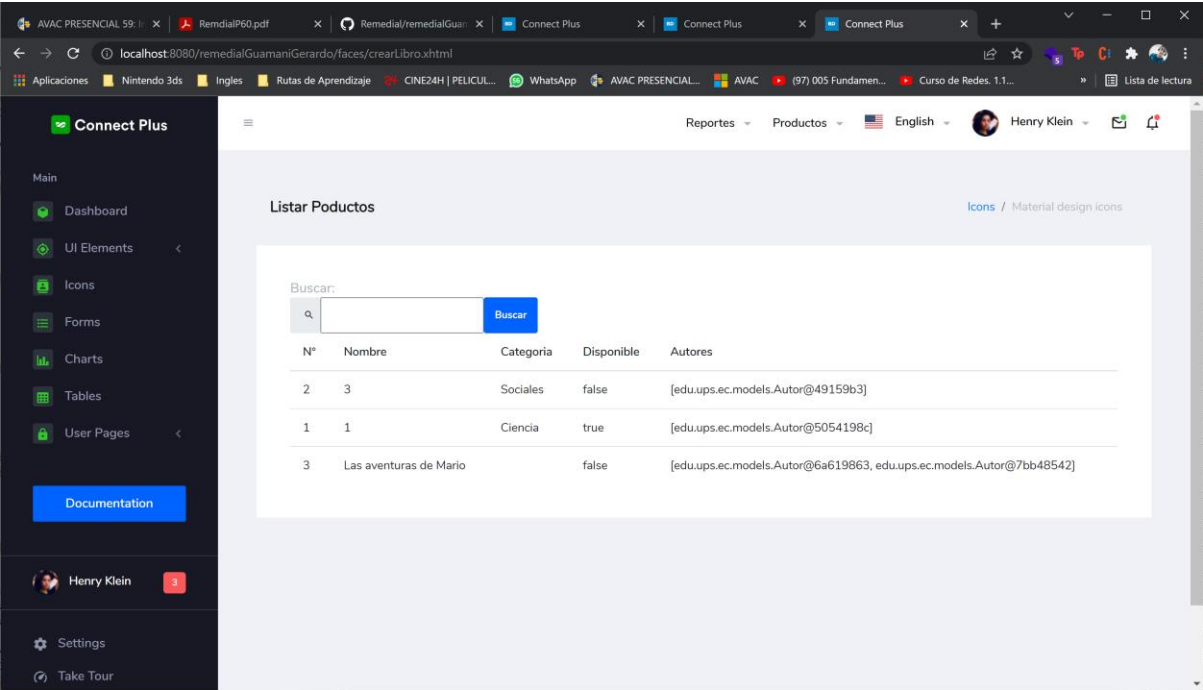 AVAC PRESENCIAL 59: I
RemdialP60.pdf
Remedial/remedialGuan
Connect Plus
Connect Plus
Connect Plus
localhost:8080/remedialGuamaniGerardo/faces/crearLibro.xhtml
Aplicaciones
Nintendo 3ds
Ingles
Rutas de Aprendizaje
CINE24H | PELICUL...
WhatsApp
AVAC PRESENCIAL...
AVAC
(97) 005 Fundamen...
Curso de Redes. 1.1...
»
Lista de lectura
Connect Plus
Reportes
Productos
English
Henry Klein
Main
Dashboard
UI Elements
Icons
Forms
Charts
Tables
User Pages
Documentation
Henry Klein
3
Settings
Take Tour
Listar Poductos
Icons / Material design icons
Buscar:
Buscar
N° Nombre Categoria Disponible Autores
2 3 Sociales false [edu.ups.ec.models.Autor@49159b3]
1 1 Ciencia true [edu.ups.ec.models.Autor@5054198c]
3 Las aventuras de Mario false [edu.ups.ec.models.Autor@6a619863, edu.ups.ec.models.Autor@7bb48542]